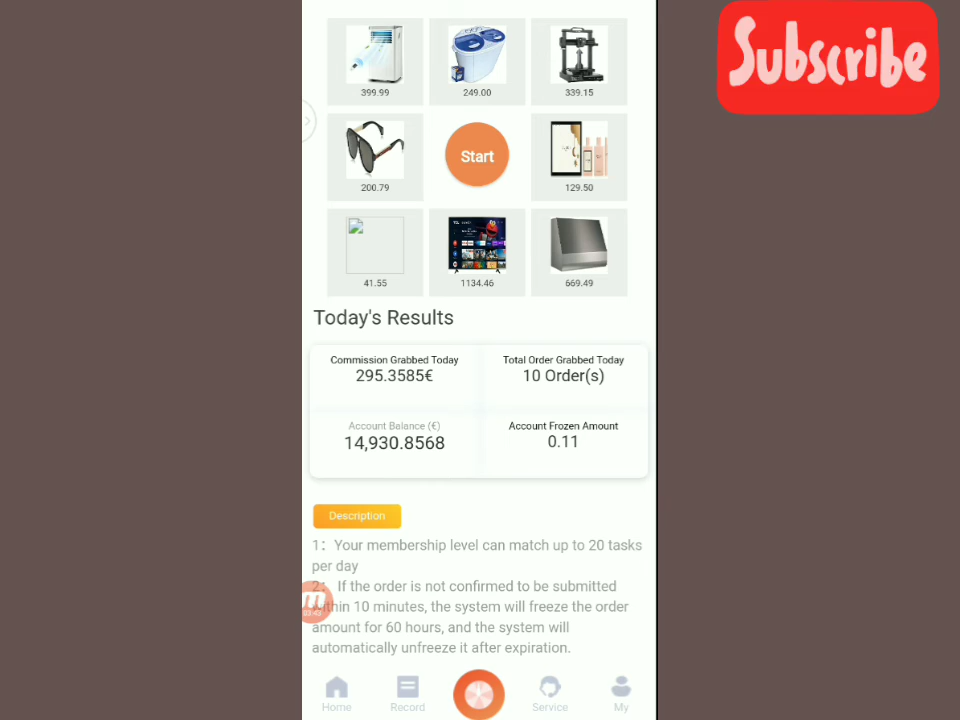 Subscribe
399.99
249.00
339.15
200.79
Start
129.50
41.55
1134.46
669.49
Today's Results
Commission Grabbed Today
295.3585€
Total Order Grabbed Today
10 Order(s)
Account Balance (€)
14,930.8568
Account Frozen Amount
0.11
Description
1： Your membership level can match up to 20 tasks
per day
2： If the order is not confirmed to be submitted
within 10 minutes, the system will freeze the order
amount for 60 hours, and the system will
automatically unfreeze it after expiration.
Home
Record
Service
My